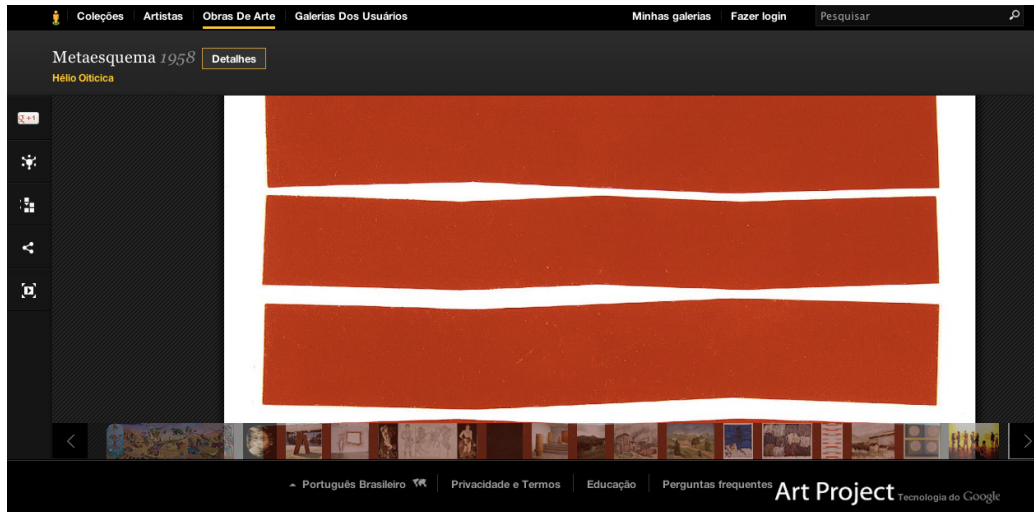 Coleções Artistas Obras De Arte Galerias Dos Usuários Minhas galerias Fazer login Pesquisar
Metaesquema 1958 Detalhes
Hélio Oiticica
+1
Português Brasileiro Privacidade e Termos Educação Perguntas frequentes Art Project Tecnologia do Google